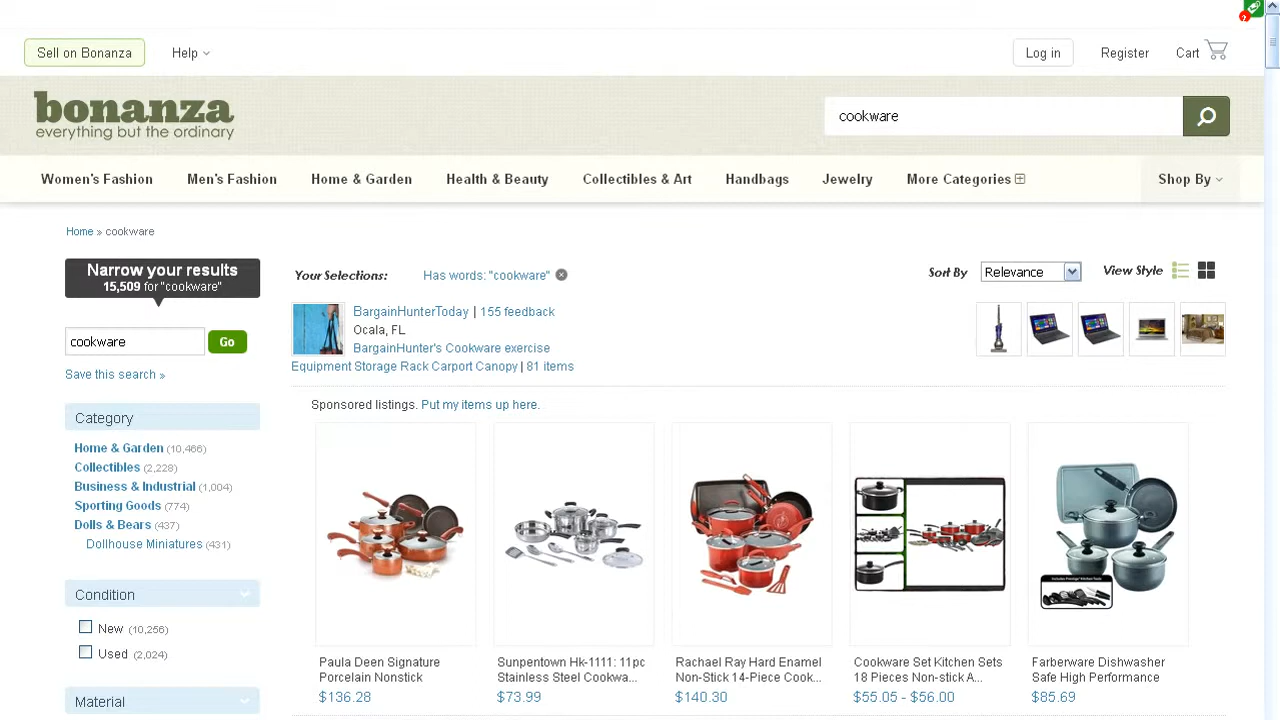 Sell on Bonanza
Help
Log in
Register
Cart
bonanza
everything but the ordinary
cookware
Women's Fashion
Men's Fashion
Home & Garden
Health & Beauty
Collectibles & Art
Handbags
Jewelry
More Categories
Shop By
Home » cookware
Narrow your results
15,509 for "cookware"
cookware
Go
Save this search »
Category
Home & Garden (10,466)
Collectibles (2,228)
Business & Industrial (1,004)
Sporting Goods (774)
Dolls & Bears (437)
Dollhouse Miniatures (431)
Condition
New (10,256)
Used (2,024)
Material
Your Selections:
Has words: "cookware"
Sort By
Relevance
View Style
BargainHunterToday | 155 feedback
Ocala, FL
BargainHunter's Cookware exercise
Equipment Storage Rack Carport Canopy | 81 items
Sponsored listings. Put my items up here.
Paula Deen Signature
Porcelain Nonstick
$136.28
Sunpentown Hk-1111: 11pc
Stainless Steel Cookwa...
$73.99
Rachael Ray Hard Enamel
Non-Stick 14-Piece Cook...
$140.30
Cookware Set Kitchen Sets
18 Pieces Non-stick A...
$55.05 - $56.00
Farberware Dishwasher
Safe High Performance
$85.69